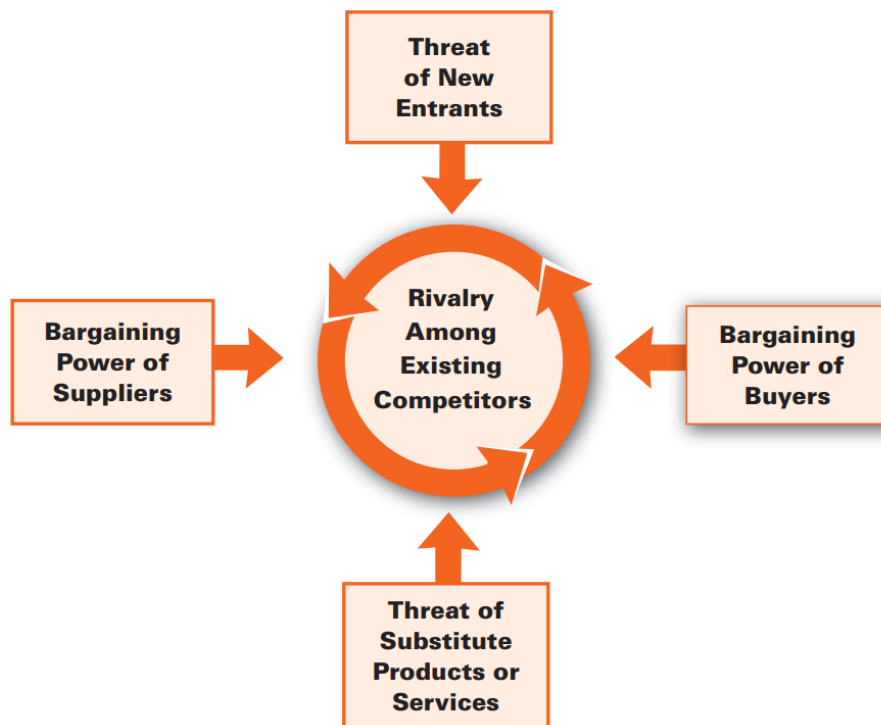 Threat
of New
Entrants
Rivalry
Among
Existing
Competitors
Bargaining
Power of
Suppliers
Bargaining
Power of
Buyers
Threat of
Substitute
Products or
Services